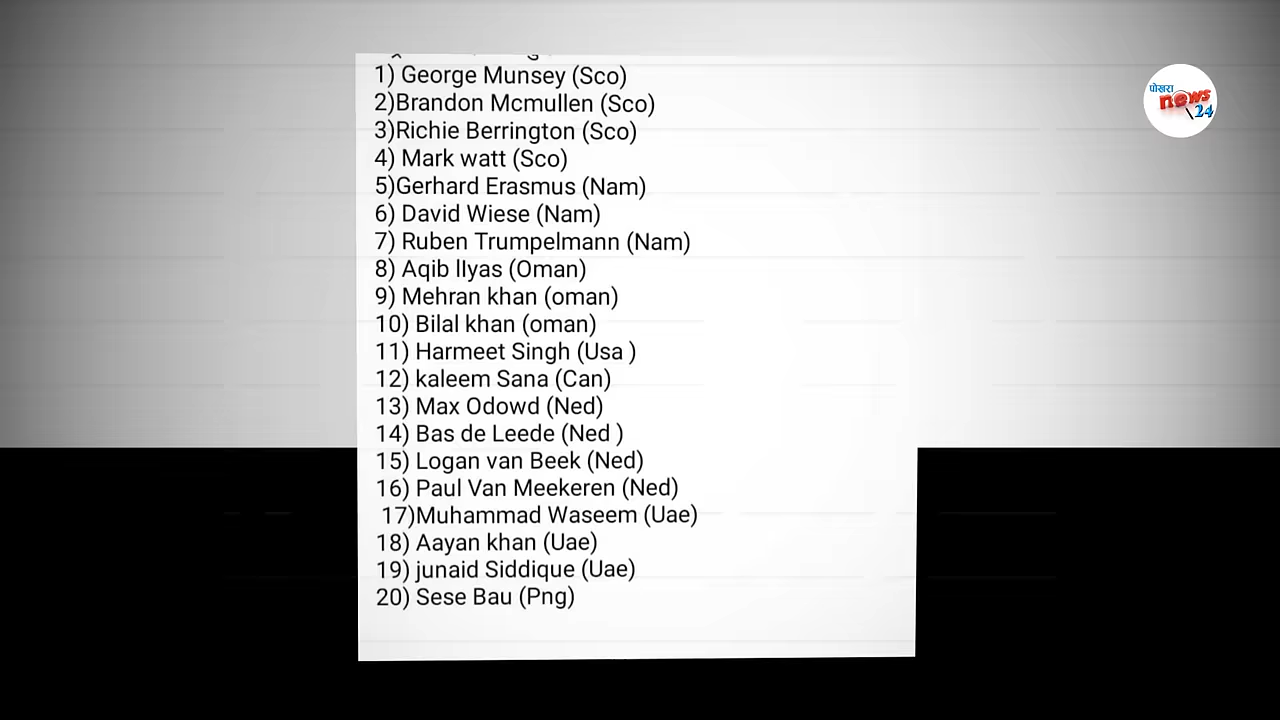 1) George Munsey (Sco)
2)Brandon Mcmullen (Sco)
3)Richie Berrington (Sco)
4) Mark watt (Sco)
5)Gerhard Erasmus (Nam)
6) David Wiese (Nam)
7) Ruben Trumpelmann (Nam)
8) Aqib Ilyas (Oman)
9) Mehran khan (oman)
10) Bilal khan (oman)
11) Harmeet Singh (Usa )
12) kaleem Sana (Can)
13) Max Odowd (Ned)
14) Bas de Leede (Ned )
15) Logan van Beek (Ned)
16) Paul Van Meekeren (Ned)
17)Muhammad Waseem (Uae)
18) Aayan khan (Uae)
19) junaid Siddique (Uae)
20) Sese Bau (Png)
पोखरा
news
24